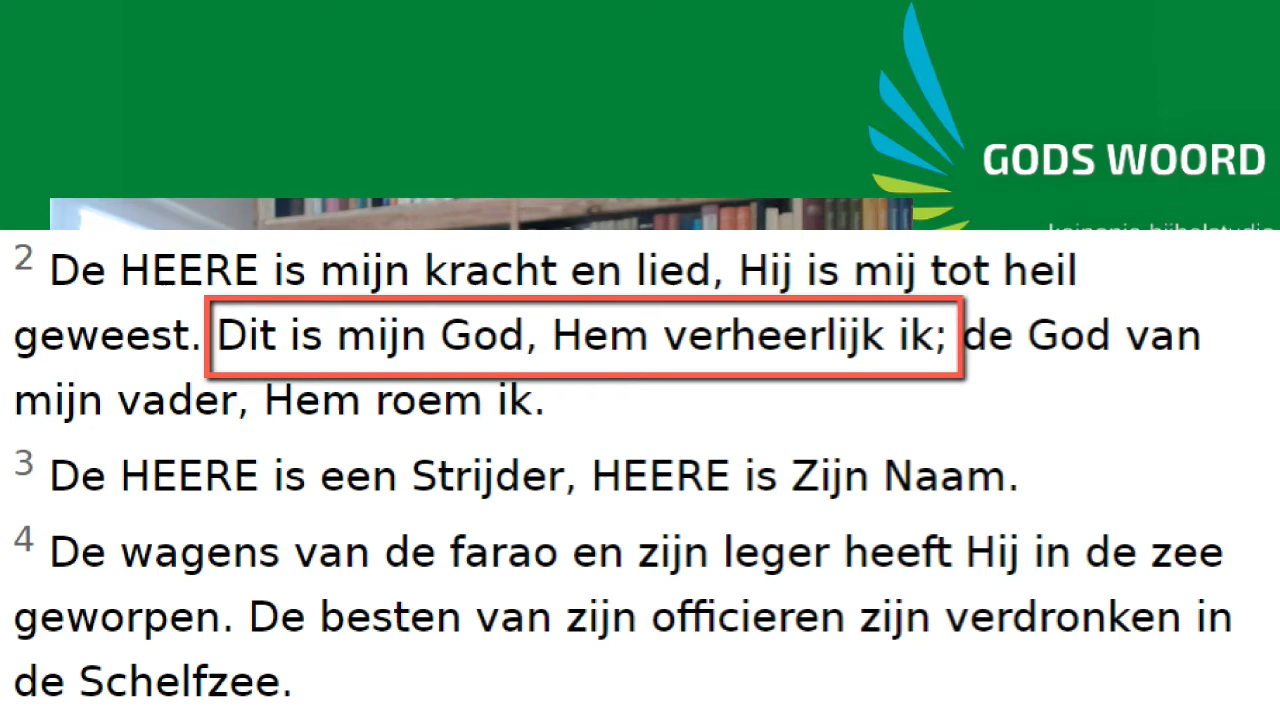 GODS WOORD
2 De HEERE is mijn kracht en lied, Hij is mij tot heil
geweest. Dit is mijn God, Hem verheerlijk ik; de God van
mijn vader, Hem roem ik.
3 De HEERE is een Strijder, HEERE is Zijn Naam.
4 De wagens van de farao en zijn leger heeft Hij in de zee
geworpen. De besten van zijn officieren zijn verdronken in
de Schelfzee.